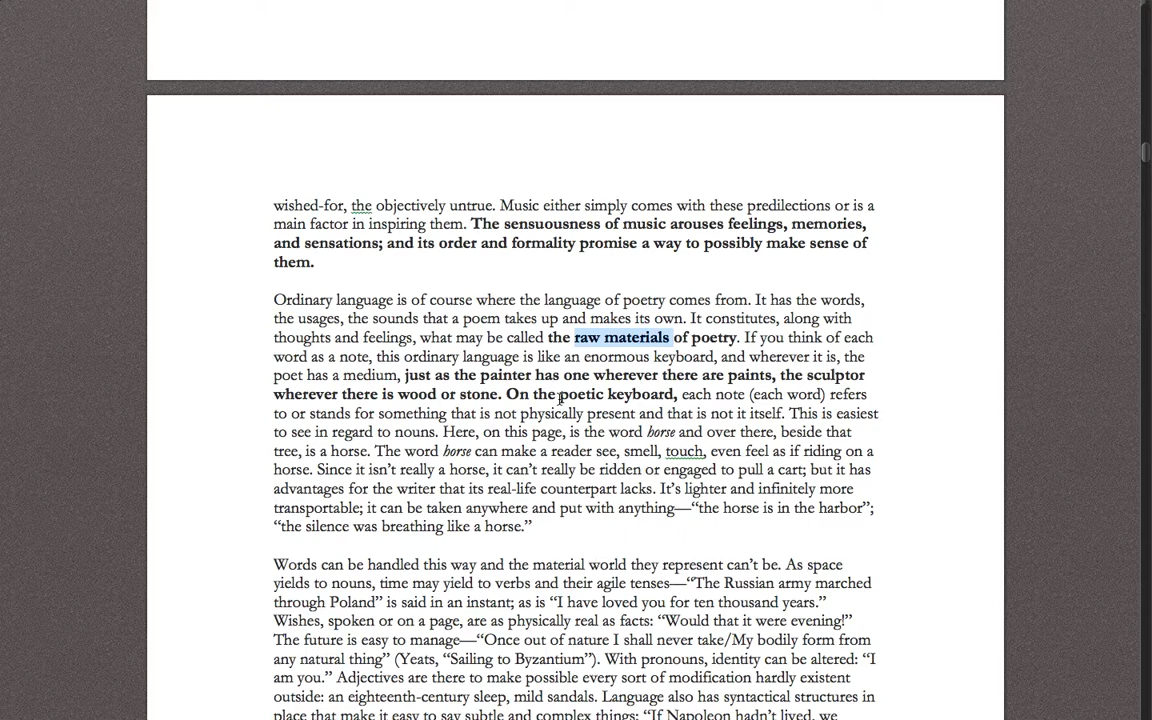 wished-for, the objectively untrue. Music either simply comes with these predilections or is a
main factor in inspiring them. The sensuousness of music arouses feelings, memories,
and sensations; and its order and formality promise a way to possibly make sense of
them.
Ordinary language is of course where the language of poetry comes from. It has the words,
the usages, the sounds that a poem takes up and makes its own. It constitutes, along with
thoughts and feelings, what may be called the raw materials of poetry. If you think of each
word as a note, this ordinary language is like an enormous keyboard, and wherever it is, the
poet has a medium, just as the painter has one wherever there are paints, the sculptor
wherever there is wood or stone. On the poetic keyboard, each note (each word) refers
to or stands for something that is not physically present and that is not it itself. This is easiest
to see in regard to nouns. Here, on this page, is the word horse and over there, beside that
tree, is a horse. The word horse can make a reader see, smell, touch, even feel as if riding on a
horse. Since it isn’t really a horse, it can’t really be ridden or engaged to pull a cart; but it has
advantages for the writer that its real-life counterpart lacks. It’s lighter and infinitely more
transportable; it can be taken anywhere and put with anything—“the horse is in the harbor”;
“the silence was breathing like a horse.”
Words can be handled this way and the material world they represent can’t be. As space
yields to nouns, time may yield to verbs and their agile tenses—“The Russian army marched
through Poland” is said in an instant; as is “I have loved you for ten thousand years.”
Wishes, spoken or on a page, are as physically real as facts: “Would that it were evening!”
The future is easy to manage—“Once out of nature I shall never take/My bodily form from
any natural thing” (Yeats, “Sailing to Byzantium”). With pronouns, identity can be altered: “I
am you.” Adjectives are there to make possible every sort of modification hardly existent
outside: an eighteenth-century sleep, mild sandals. Language also has syntactical structures in
place that make it easy to say subtle and complex things: “If Napoleon hadn’t lived, we